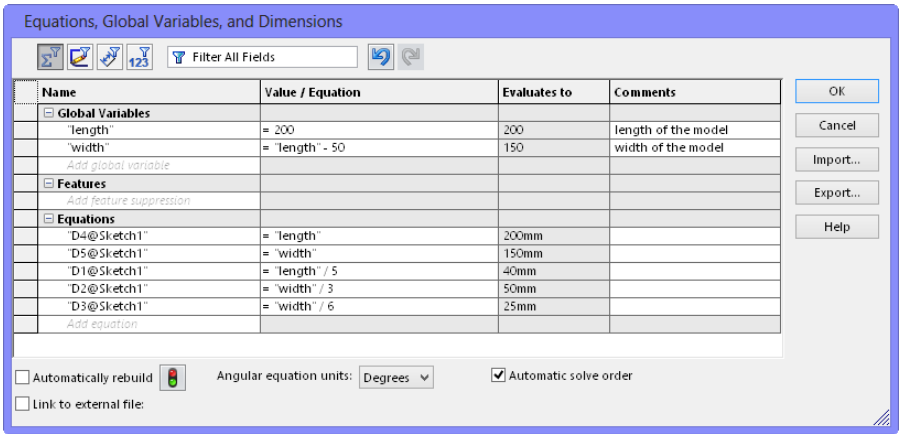 Equations, Global Variables, and Dimensions
123 Filter All Fields
Name Value / Equation Evaluates to Comments OK
Global Variables
"length" = 200 200 length of the model Cancel
"width" = "length" - 50 150 width of the model
Add global variable Import...
Features
Add feature suppression Export...
Equations
"D4@Sketch1" = "length" 200mm Help
"D5@Sketch1" = "width" 150mm
"D1@Sketch1" = "length" / 5 40mm
"D2@Sketch1" = "width" / 3 50mm
"D3@Sketch1" = "width" / 6 25mm
Add equation
Automatically rebuild Angular equation units: Degrees Automatic solve order
Link to external file: